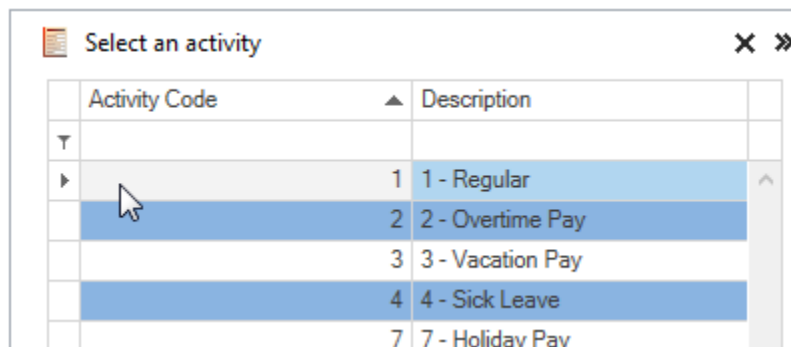 Select an activity
Activity Code Description
1 1 - Regular
2 2 - Overtime Pay
3 3 - Vacation Pay
4 4 - Sick Leave
7 7 - Holiday Pay